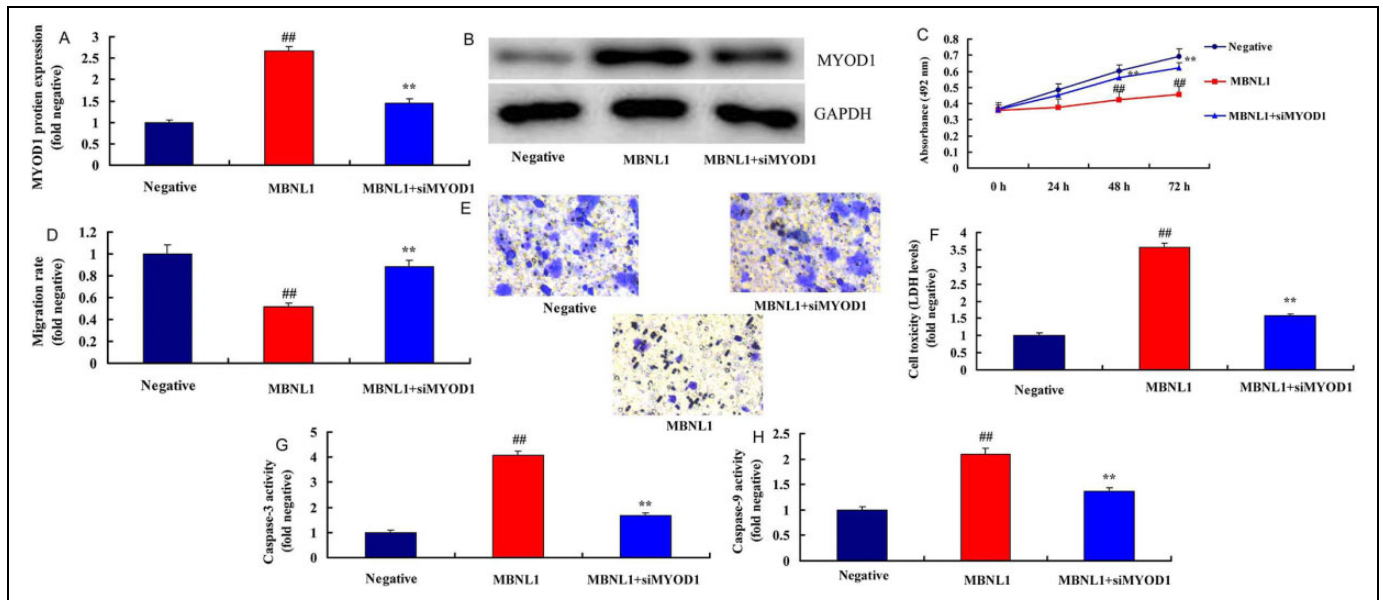 A
MYOD1 protien expression
(fold negative)
3
2.5
2
1.5
1
0.5
0
##
**
Negative
MBNL1
MBNL1+siMYOD1
B
MYOD1
GAPDH
Negative
MBNL1
MBNL1+siMYOD1
C
Absorbance (492 nm)
0.8
0.7
0.6
0.5
0.4
0.3
0.2
0.1
0
**
**
##
##
0 h
24 h
48 h
72 h
Negative
MBNL1
MBNL1+siMYOD1
D
Migration rate
(fold negative)
1.2
1
0.8
0.6
0.4
0.2
0
##
**
Negative
MBNL1
MBNL1+siMYOD1
E
Negative
MBNL1+siMYOD1
MBNL1
F
Cell toxicity (LDH levels)
(fold negative)
4
3.5
3
2.5
2
1.5
1
0.5
0
##
**
Negative
MBNL1
MBNL1+siMYOD1
G
Caspase-3 activity
(fold negative)
5
4
3
2
1
0
##
**
Negative
MBNL1
MBNL1+siMYOD1
H
Caspase-9 activity
(fold negative)
2.5
2
1.5
1
0.5
0
##
**
Negative
MBNL1
MBNL1+siMYOD1